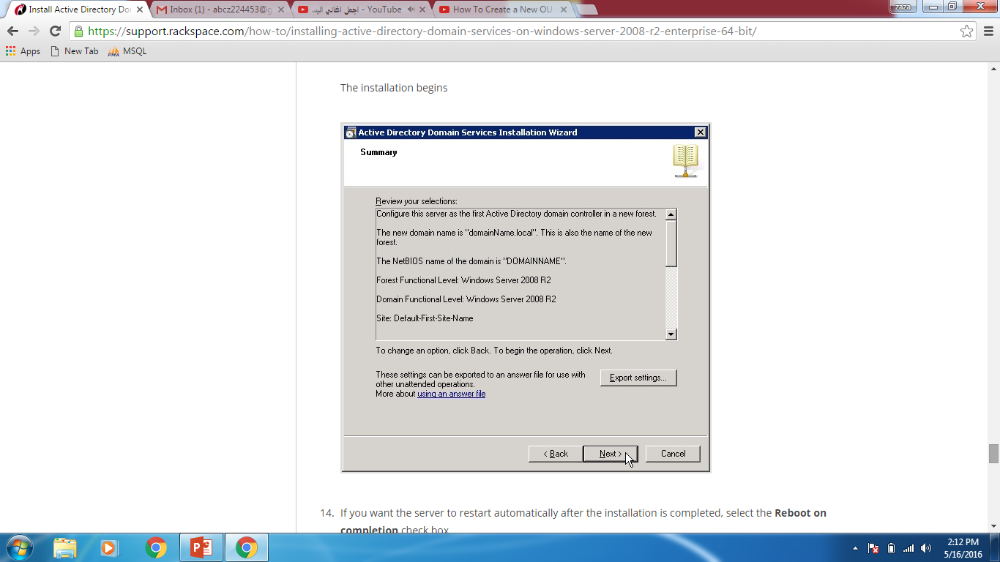 Install Active Directory Do
Inbox (1) - abcz224453@g
اجمل اغاني اليسا - YouTube
How To Create a New OU
zaza
https://support.rackspace.com/how-to/installing-active-directory-domain-services-on-windows-server-2008-r2-enterprise-64-bit/
Apps
New Tab
MSQL
The installation begins
Active Directory Domain Services Installation Wizard
Summary
Review your selections:
Configure this server as the first Active Directory domain controller in a new forest.
The new domain name is "domainName.local". This is also the name of the new
forest.
The NetBIOS name of the domain is "DOMAINNAME".
Forest Functional Level: Windows Server 2008 R2
Domain Functional Level: Windows Server 2008 R2
Site: Default-First-Site-Name
To change an option, click Back. To begin the operation, click Next.
These settings can be exported to an answer file for use with
other unattended operations.
More about using an answer file
Export settings...
< Back
Next >
Cancel
14. If you want the server to restart automatically after the installation is completed, select the Reboot on
completion check box
2:12 PM
5/16/2016